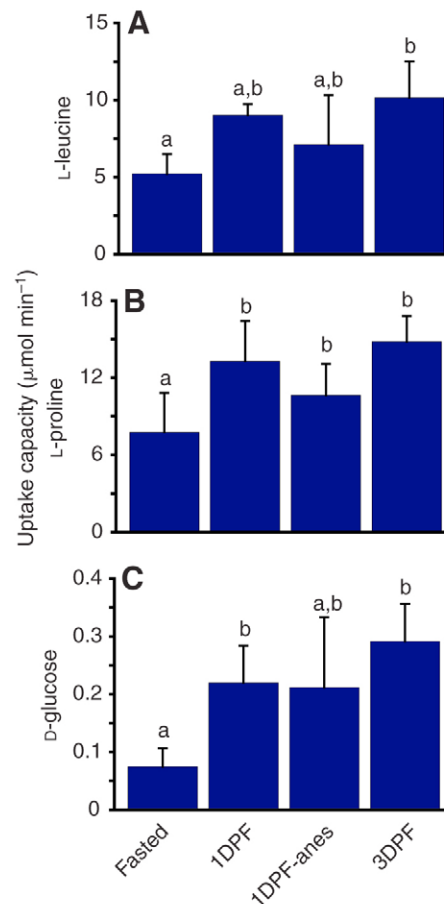 Uptake capacity (μmol min⁻¹)
A
L-leucine
15
10
5
0
a
a,b
a,b
b
B
L-proline
18
12
6
0
a
b
b
b
C
D-glucose
0.4
0.3
0.2
0.1
0
a
b
a,b
b
Fasted
1DPF
1DPF-anes
3DPF